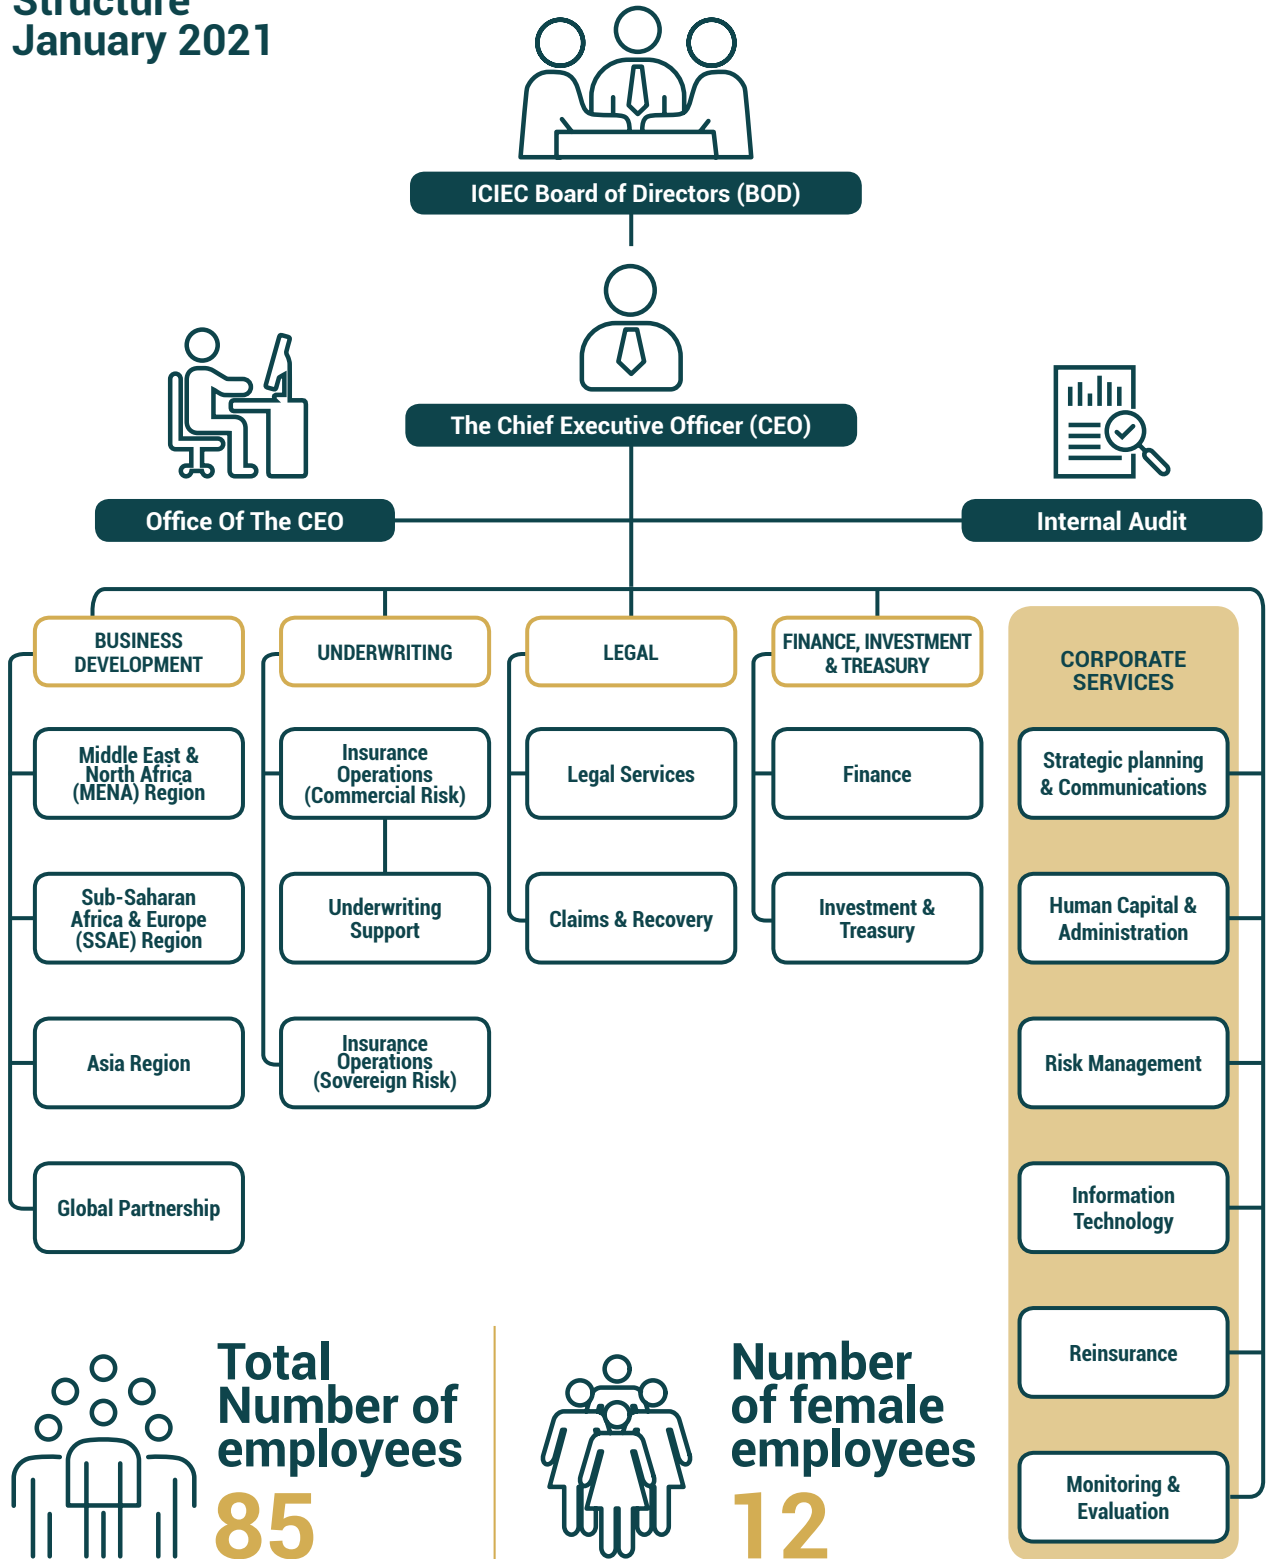 Structure
January 2021
ICIEC Board of Directors (BOD)
The Chief Executive Officer (CEO)
Office Of The CEO
Internal Audit
BUSINESS
DEVELOPMENT
Middle East &
North Africa
(MENA) Region
Sub-Saharan
Africa & Europe
(SSAE) Region
Asia Region
Global Partnership
UNDERWRITING
Insurance
Operations
(Commercial Risk)
Underwriting
Support
Insurance
Operations
(Sovereign Risk)
LEGAL
Legal Services
Claims & Recovery
FINANCE, INVESTMENT
& TREASURY
Finance
Investment &
Treasury
CORPORATE
SERVICES
Strategic planning
& Communications
Human Capital &
Administration
Risk Management
Information
Technology
Reinsurance
Monitoring &
Evaluation
Total
Number of
employees
85
Number
of female
employees
12